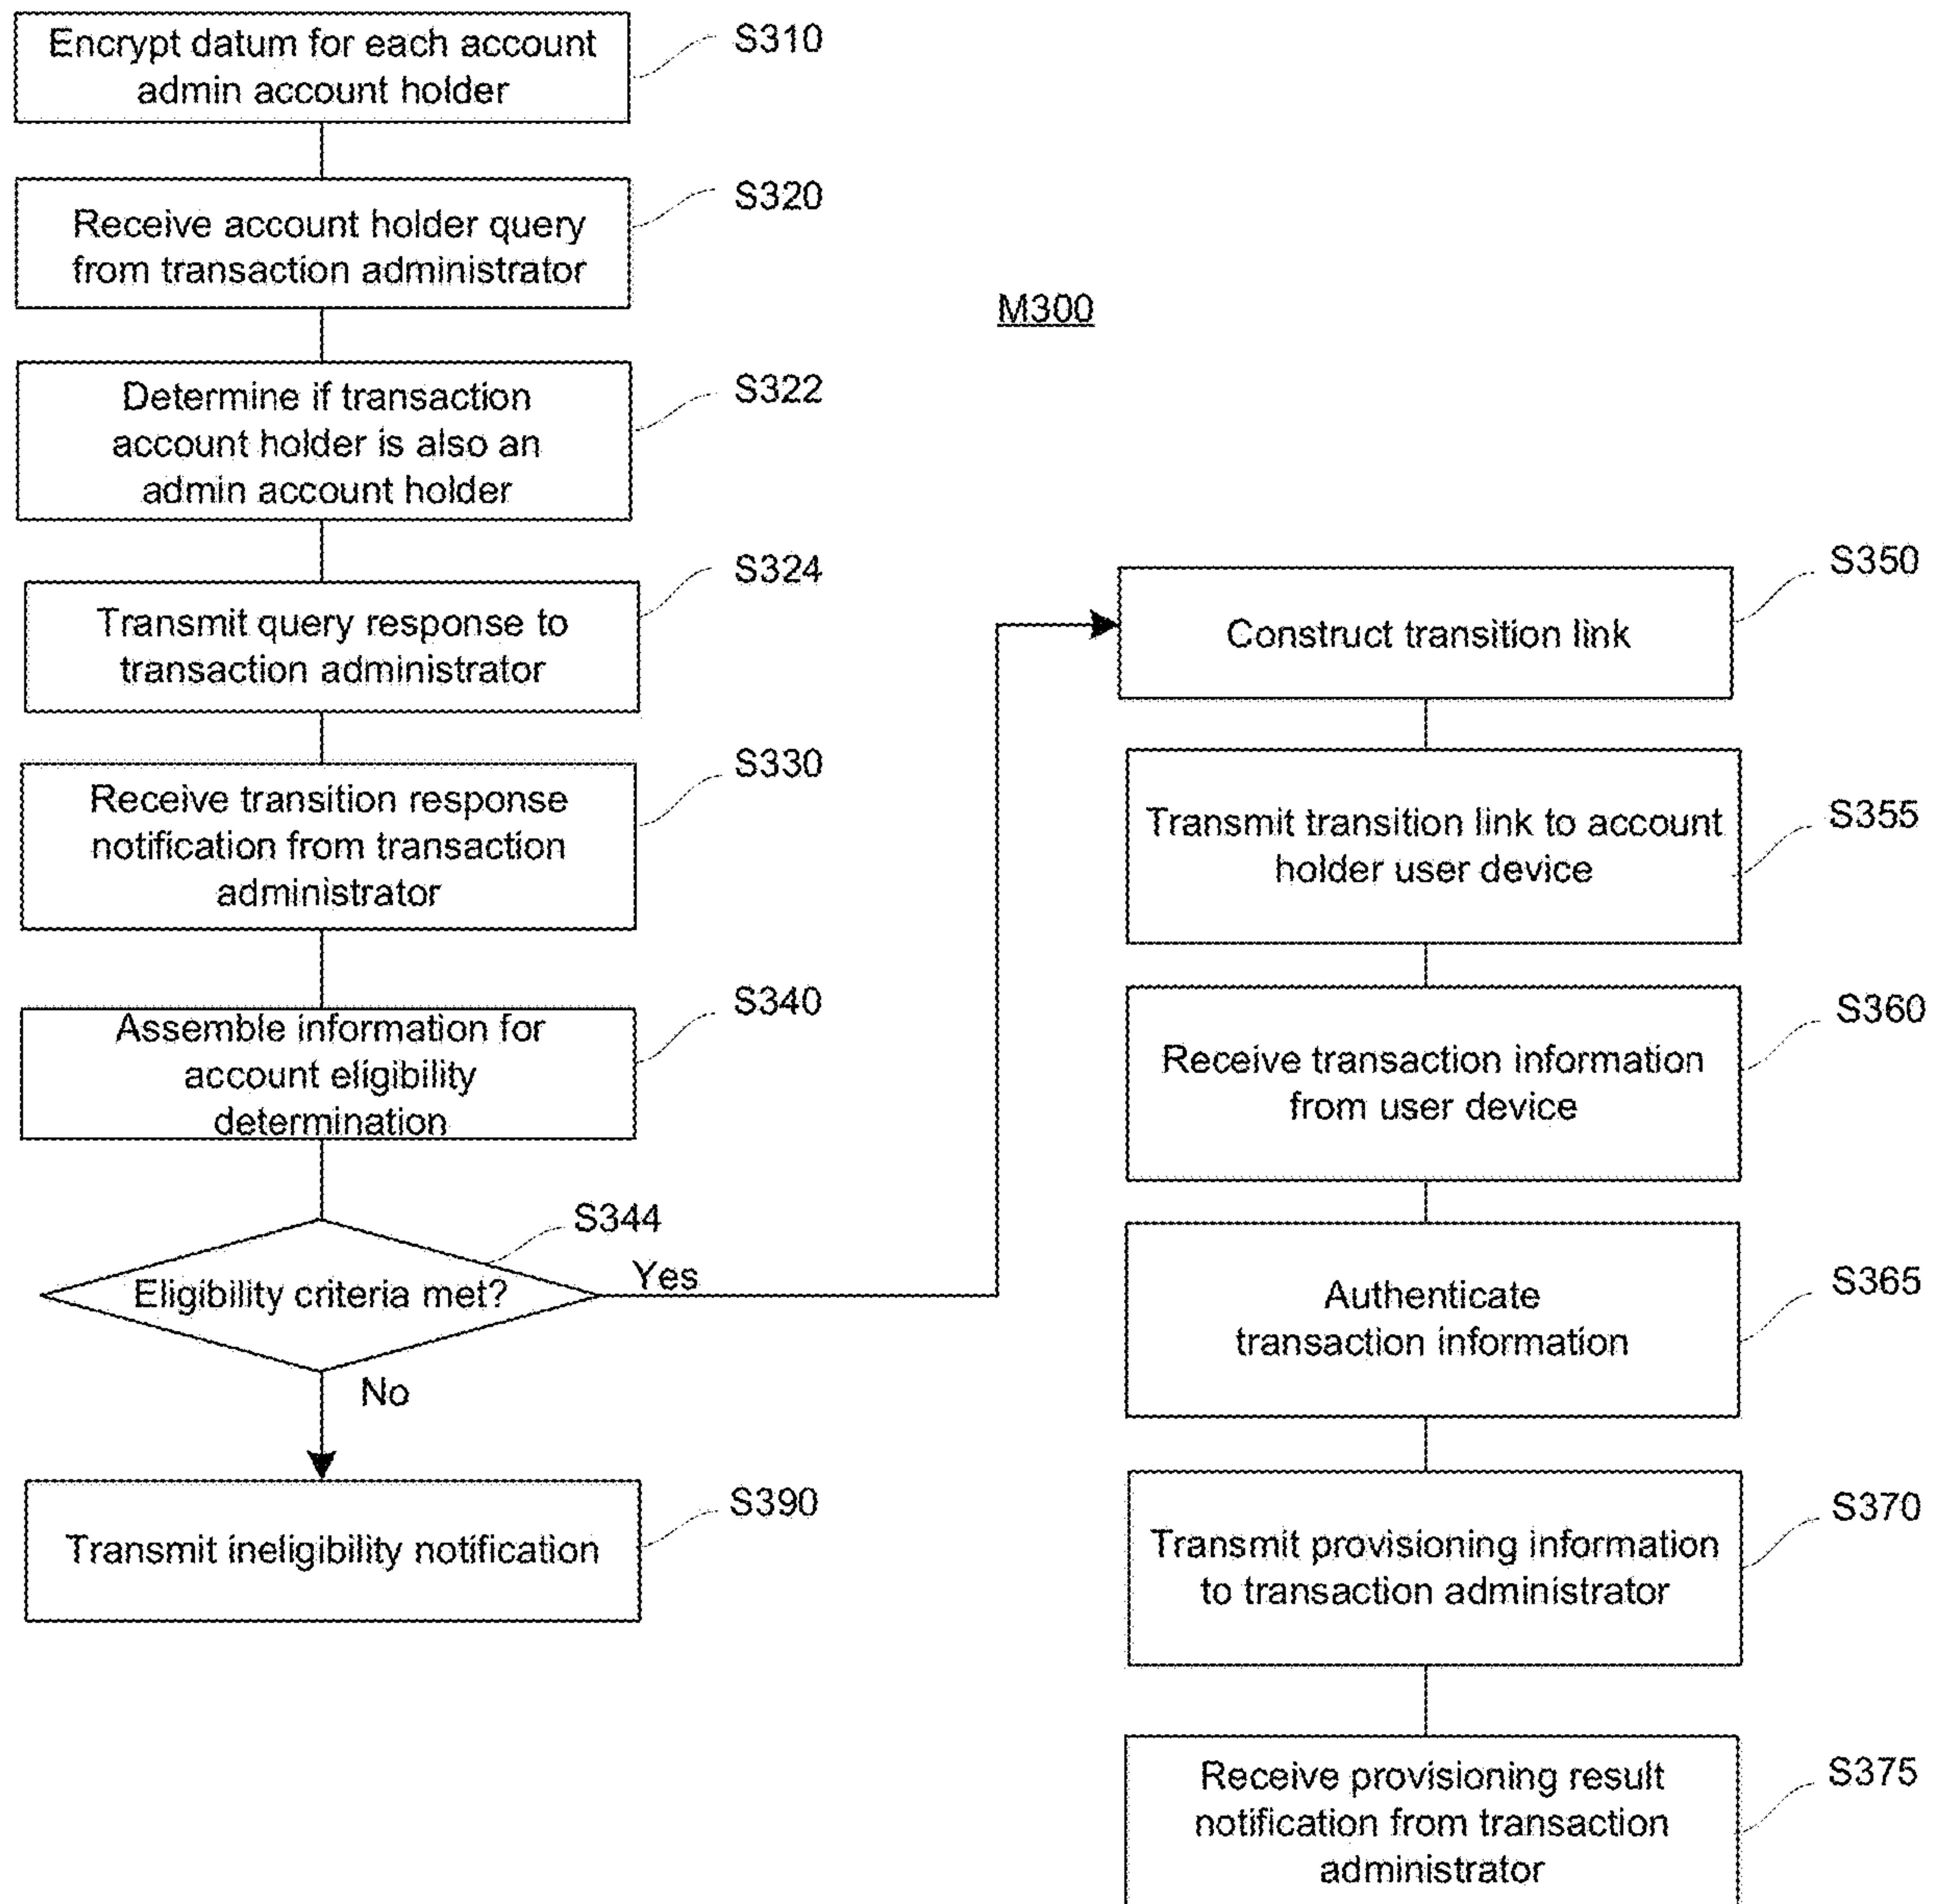 Encrypt datum for each account
admin account holder
S310
Receive account holder query
from transaction administrator
S320
M300
Determine if transaction
account holder is also an
admin account holder
S322
Transmit query response to
transaction administrator
S324
Receive transition response
notification from transaction
administrator
S330
Assemble information for
account eligibility
determination
S340
Eligibility criteria met?
S344
Yes
No
Transmit ineligibility notification
S390
Construct transition link
S350
Transmit transition link to account
holder user device
S355
Receive transaction information
from user device
S360
Authenticate
transaction information
S365
Transmit provisioning information
to transaction administrator
S370
Receive provisioning result
notification from transaction
administrator
S375